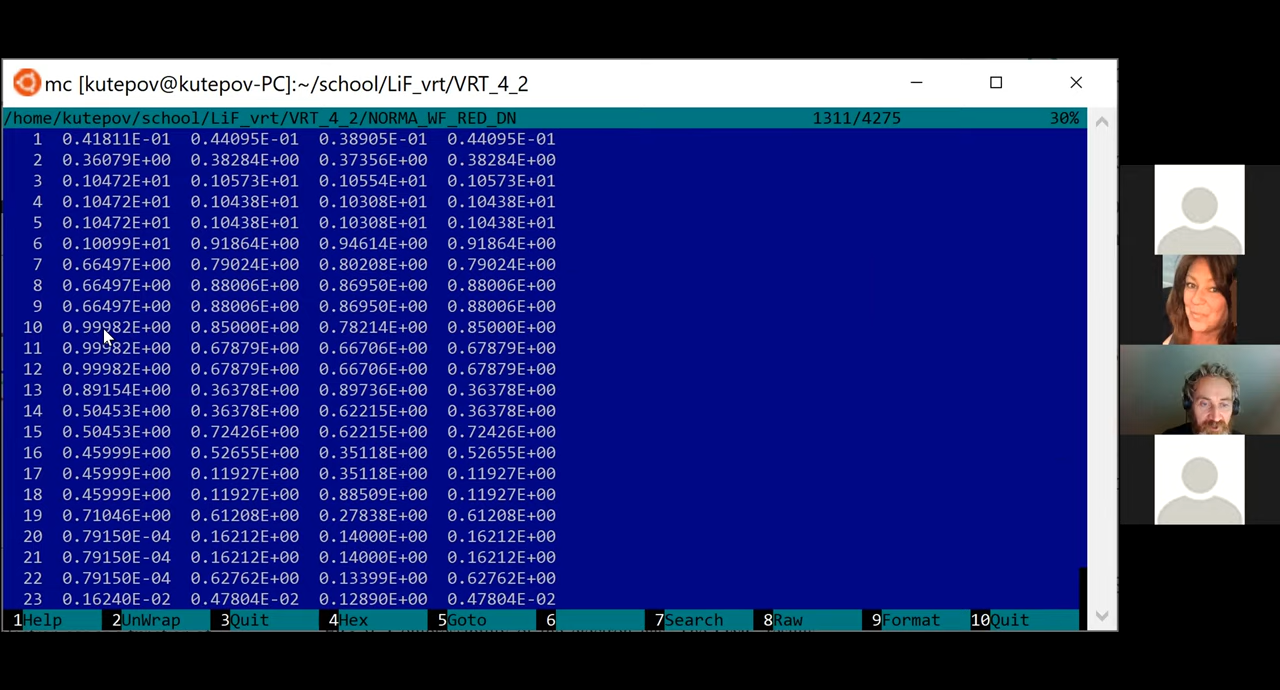 mc [kutepov@kutepov-PC]:~/school/LiF_vrt/VRT_4_2
/home/kutepov/school/LiF_vrt/VRT_4_2/NORMA_WF_RED_DN 1311/4275 30%
1 0.41811E-01 0.44095E-01 0.38905E-01 0.44095E-01
2 0.36079E+00 0.38284E+00 0.37356E+00 0.38284E+00
3 0.10472E+01 0.10573E+01 0.10554E+01 0.10573E+01
4 0.10472E+01 0.10438E+01 0.10308E+01 0.10438E+01
5 0.10472E+01 0.10438E+01 0.10308E+01 0.10438E+01
6 0.10099E+01 0.91864E+00 0.94614E+00 0.91864E+00
7 0.66497E+00 0.79024E+00 0.80208E+00 0.79024E+00
8 0.66497E+00 0.88006E+00 0.86950E+00 0.88006E+00
9 0.66497E+00 0.88006E+00 0.86950E+00 0.88006E+00
10 0.99982E+00 0.85000E+00 0.78214E+00 0.85000E+00
11 0.99982E+00 0.67879E+00 0.66706E+00 0.67879E+00
12 0.99982E+00 0.67879E+00 0.66706E+00 0.67879E+00
13 0.89154E+00 0.36378E+00 0.89736E+00 0.36378E+00
14 0.50453E+00 0.36378E+00 0.62215E+00 0.36378E+00
15 0.50453E+00 0.72426E+00 0.62215E+00 0.72426E+00
16 0.45999E+00 0.52655E+00 0.35118E+00 0.52655E+00
17 0.45999E+00 0.11927E+00 0.35118E+00 0.11927E+00
18 0.45999E+00 0.11927E+00 0.88509E+00 0.11927E+00
19 0.71046E+00 0.61208E+00 0.27838E+00 0.61208E+00
20 0.79150E-04 0.16212E+00 0.14000E+00 0.16212E+00
21 0.79150E-04 0.16212E+00 0.14000E+00 0.16212E+00
22 0.79150E-04 0.62762E+00 0.13399E+00 0.62762E+00
23 0.16240E-02 0.47804E-02 0.12890E+00 0.47804E-02
1Help 2UnWrap 3Quit 4Hex 5Goto 6 7Search 8Raw 9Format 10Quit